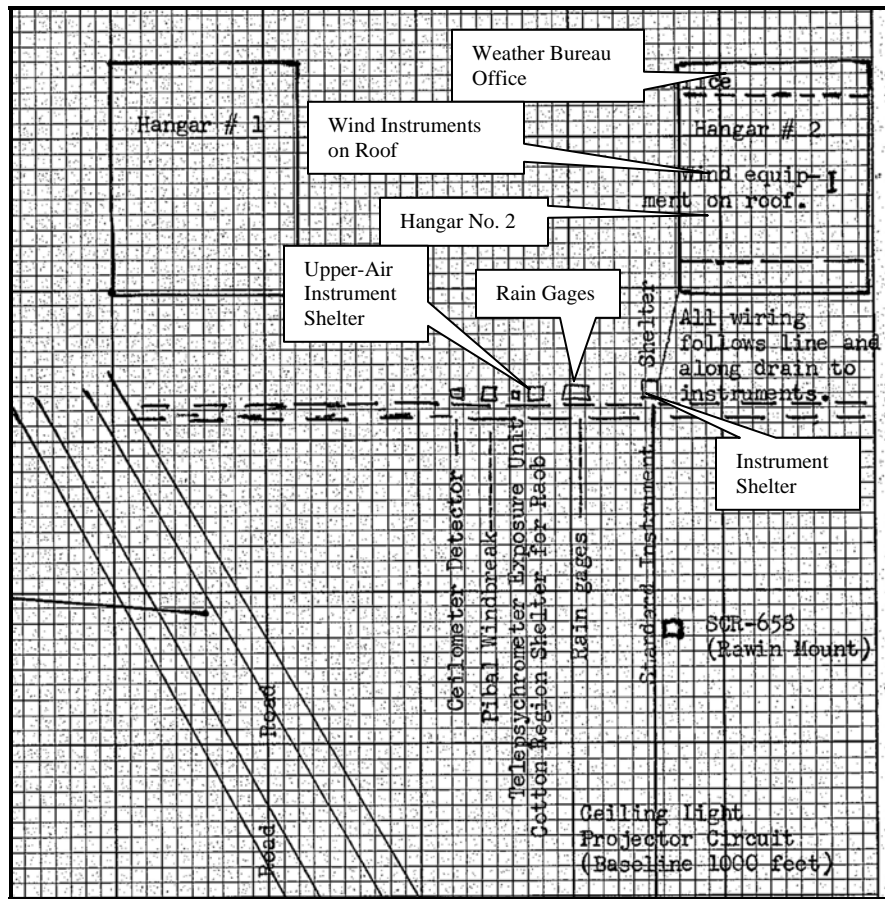 Weather Bureau
Office
ffice
Hangar # 1
Hangar # 2
Wind Instruments
on Roof
Wind equip-
ment on roof.
Hangar No. 2
Upper-Air
Instrument
Shelter
Rain Gages
All wiring
follows line and
along drain to
instruments.
Instrument
Shelter
Ceilometer Detector
Pibal Windbreak
Telepsychrometer Exposure Unit
Cotton Region Shelter for Raob
Rain gages
Standard Instrument Shelter
SCR-658
(Rawin Mount)
Road
Road
Ceiling Light
Projector Circuit
(Baseline 1000 feet)